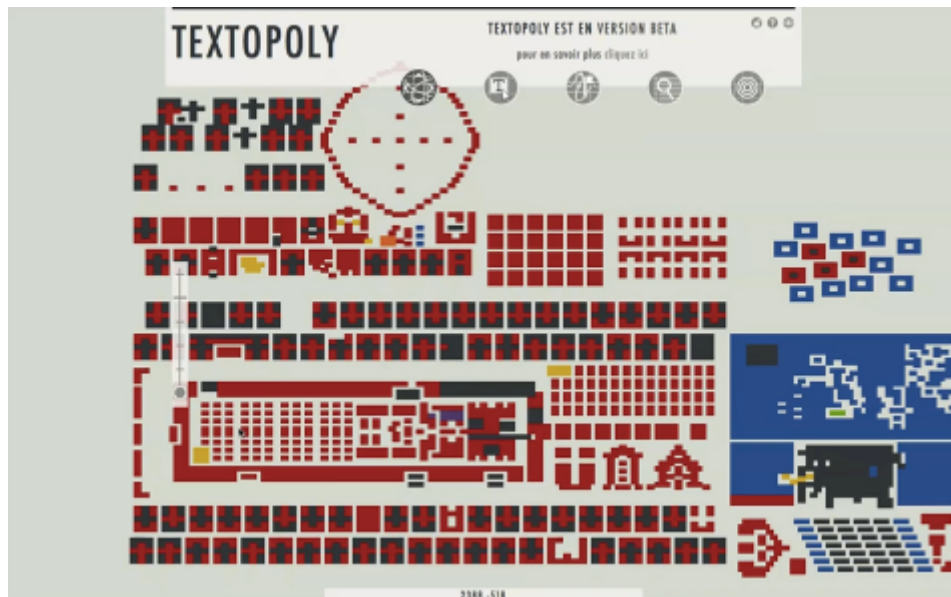 TEXTOPOLY
TEXTOPOLY EST EN VERSION BETA
pour en savoir plus cliquez ici
T